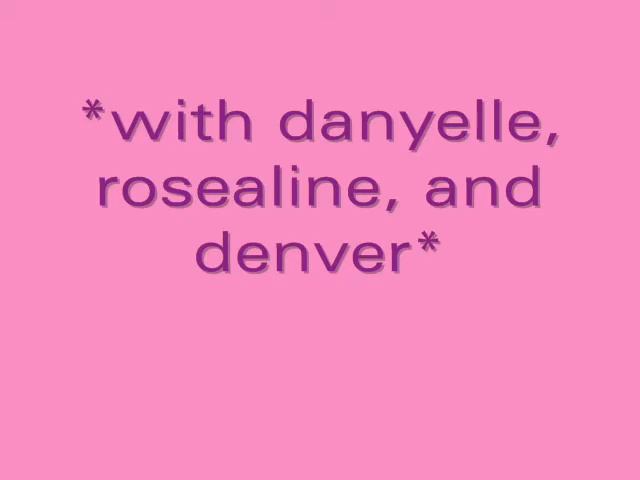 *with danyelle,
rosealine, and
denver*